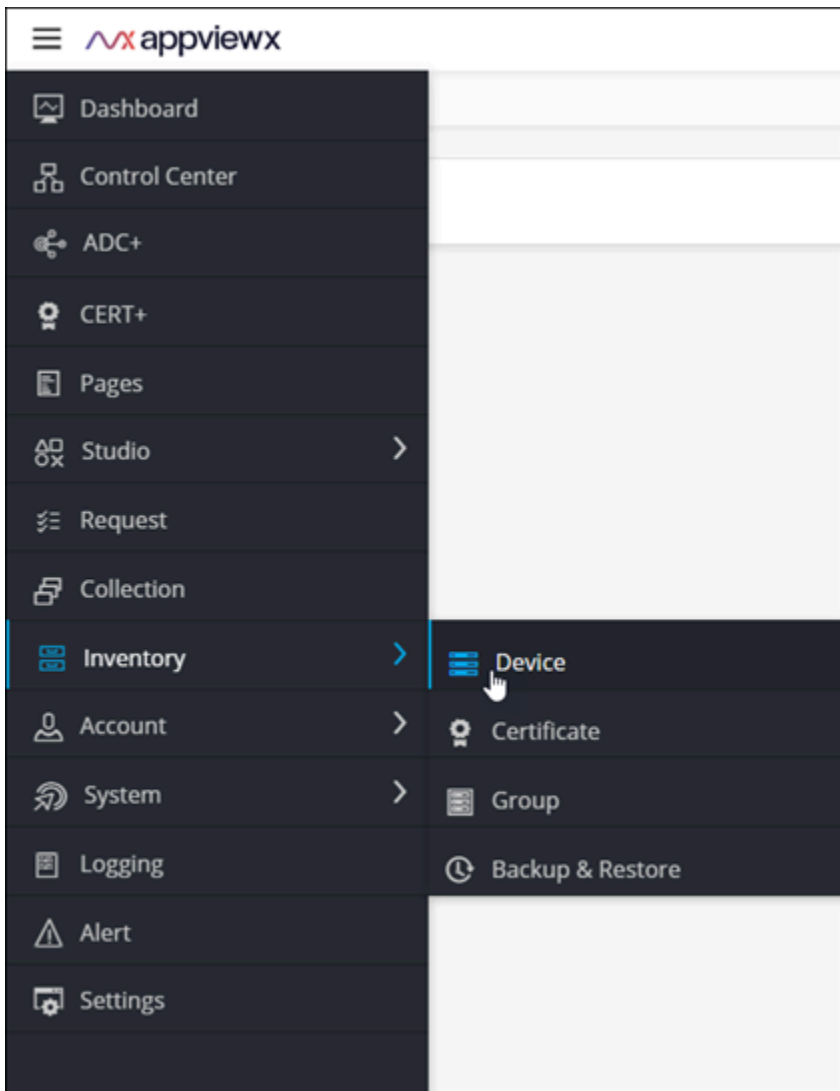 appviewx
Dashboard
Control Center
ADC+
CERT+
Pages
Studio
Request
Collection
Inventory
Device
Account
Certificate
System
Group
Logging
Backup & Restore
Alert
Settings